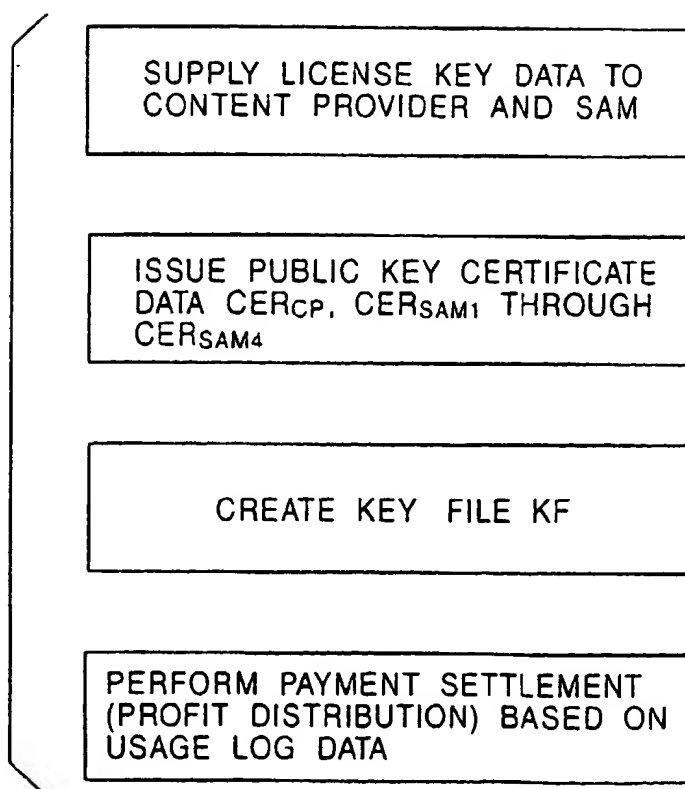 SUPPLY LICENSE KEY DATA TO
CONTENT PROVIDER AND SAM
ISSUE PUBLIC KEY CERTIFICATE
DATA CERCP, CERSAM1 THROUGH
CERSAM4
CREATE KEY FILE KF
PERFORM PAYMENT SETTLEMENT
(PROFIT DISTRIBUTION) BASED ON
USAGE LOG DATA